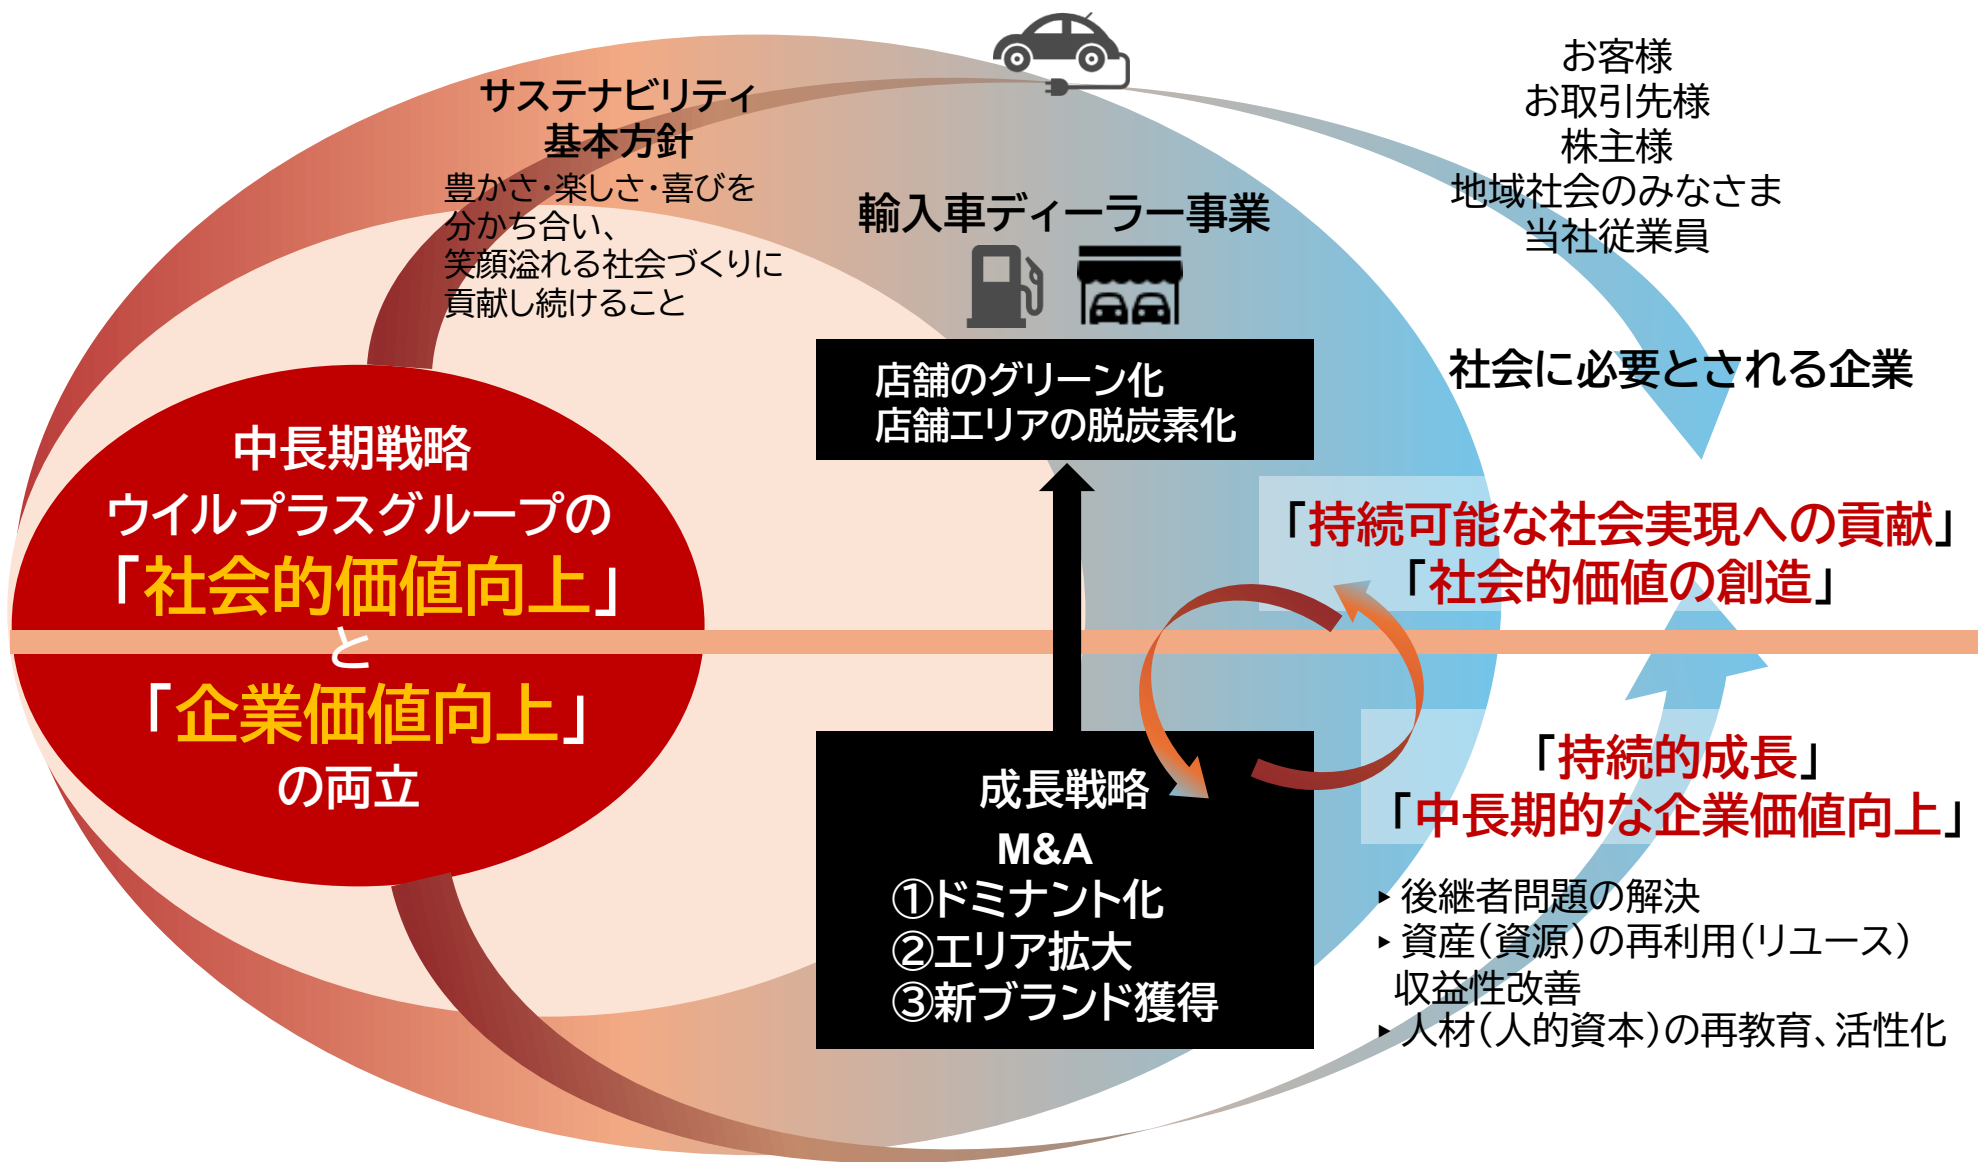 サステナビリティ
基本方針
豊かさ・楽しさ・喜びを
分かち合い、
笑顔溢れる社会づくりに
貢献し続けること
中長期戦略
ウイルプラスグループの
「社会的価値向上」
と
「企業価値向上」
の両立
輸入車ディーラー事業
店舗のグリーン化
店舗エリアの脱炭素化
成長戦略
M&A
①ドミナント化
②エリア拡大
③新ブランド獲得
お客様
お取引先様
株主様
地域社会のみなさま
当社従業員
社会に必要とされる企業
「持続可能な社会実現への貢献」
「社会的価値の創造」
「持続的成長」
「中長期的な企業価値向上」
▸ 後継者問題の解決
▸ 資産(資源)の再利用(リユース)
収益性改善
▸ 人材(人的資本)の再教育、活性化